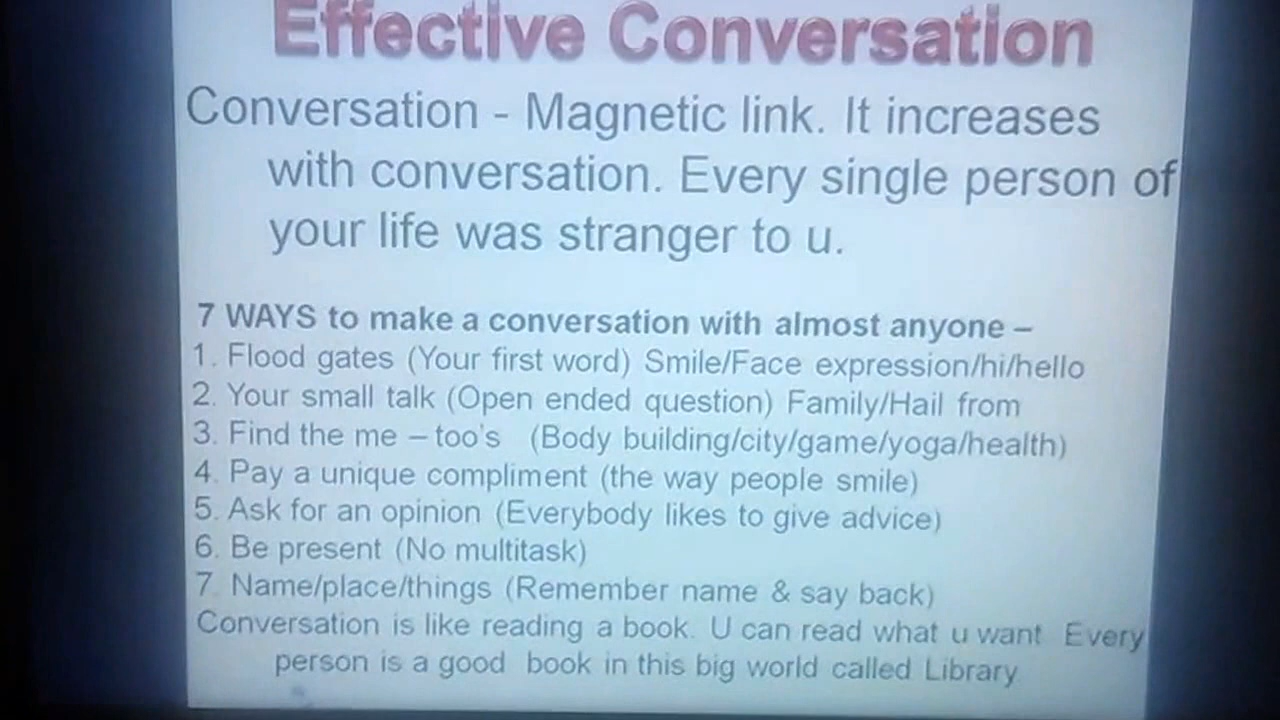 Effective Conversation
Conversation - Magnetic link. It increases
with conversation. Every single person of
your life was stranger to u.
7 WAYS to make a conversation with almost anyone –
1. Flood gates (Your first word) Smile/Face expression/hi/hello
2. Your small talk (Open ended question) Family/Hail from
3. Find the me – too's (Body building/city/game/yoga/health)
4. Pay a unique compliment (the way people smile)
5. Ask for an opinion (Everybody likes to give advice)
6. Be present (No multitask)
7. Name/place/things (Remember name & say back)
Conversation is like reading a book. U can read what u want Every
person is a good book in this big world called Library